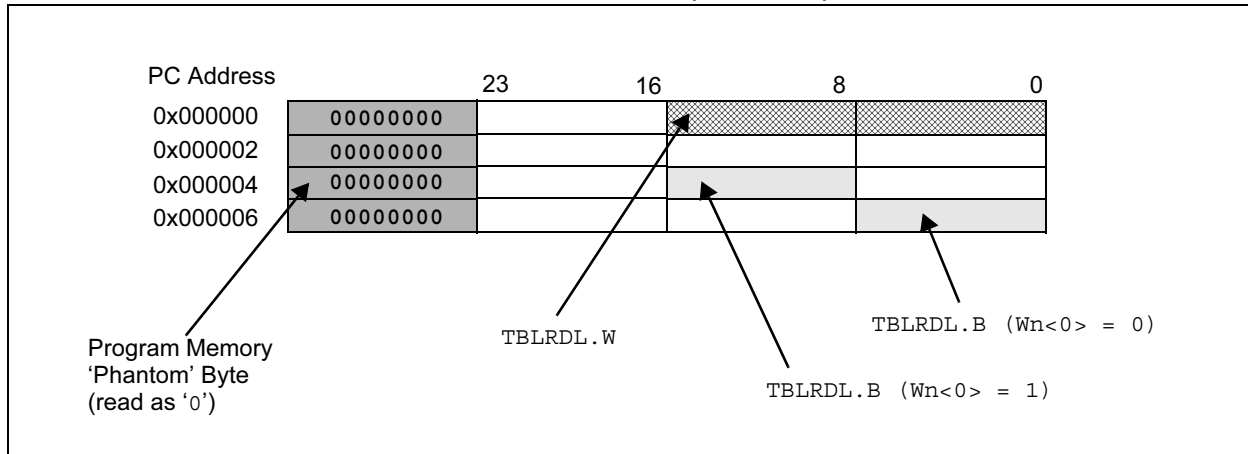 PC Address 23 16 8 0
0x000000 00000000
0x000002 00000000
0x000004 00000000
0x000006 00000000
TBLRDL.W
TBLRDL.B (Wn<0> = 0)
Program Memory
‘Phantom’ Byte
(read as ‘0’)
TBLRDL.B (Wn<0> = 1)